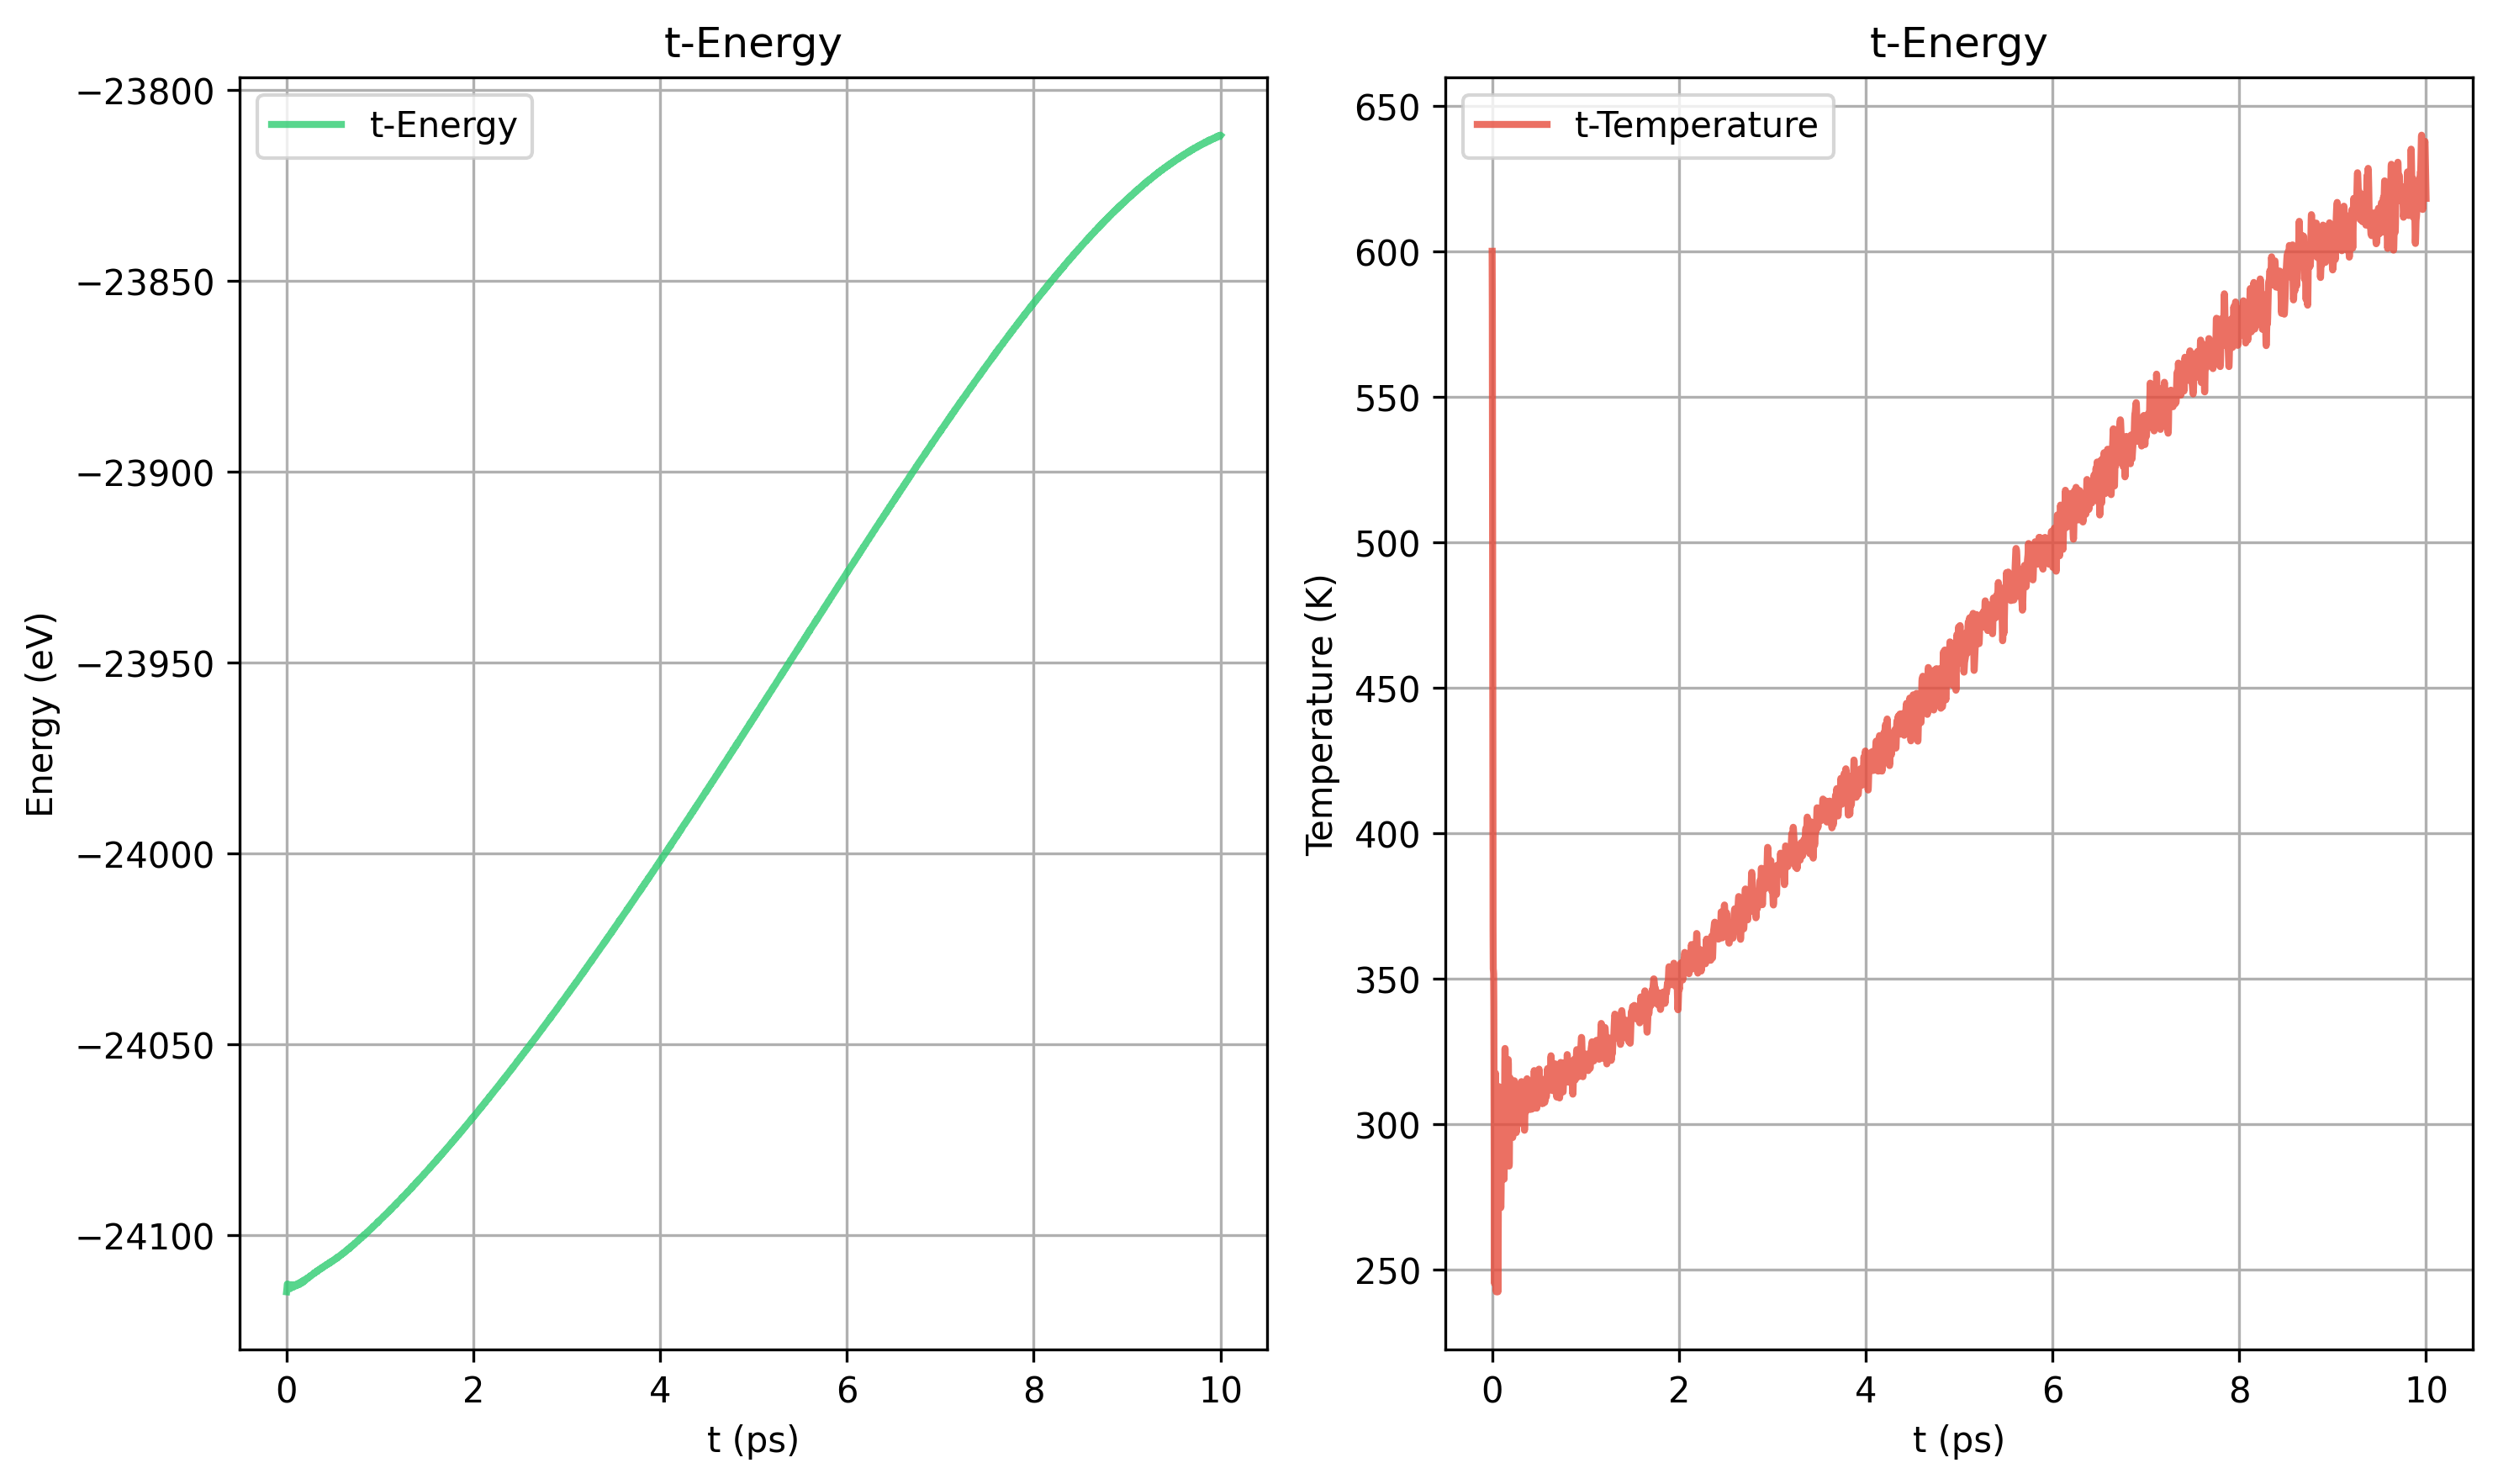 t-Energy
t-Energy
−23800
−23850
−23900
−23950
−24000
−24050
−24100
Energy (eV)
0 2 4 6 8 10
t (ps)
t-Energy
t-Temperature
650
600
550
500
450
400
350
300
250
Temperature (K)
0 2 4 6 8 10
t (ps)